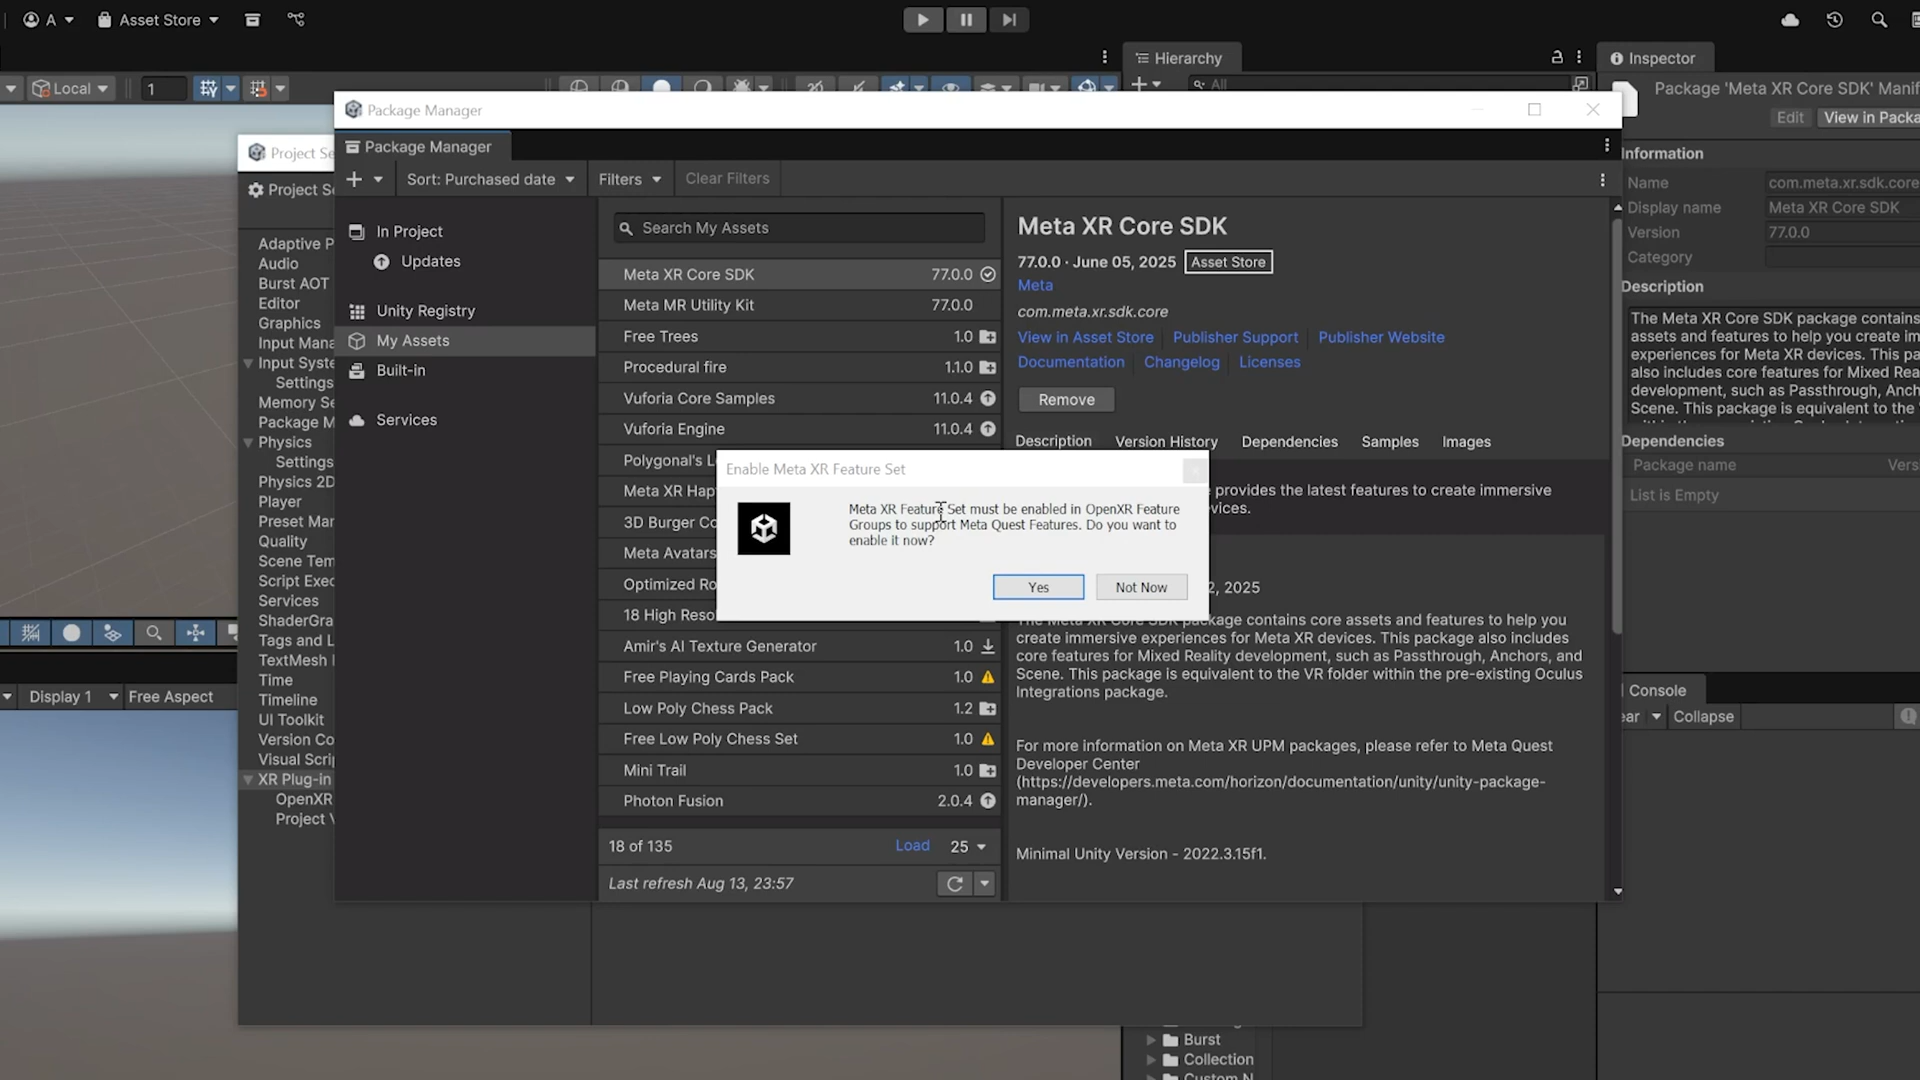 A
Asset Store
Hierarchy
Inspector
Local
1
All
Package Manager
Package 'Meta XR Core SDK' Manif
Edit
View in Packa
Project Se
Package Manager
Project Se
Sort: Purchased date
Filters
Clear Filters
Information
Name
com.meta.xr.sdk.core
Display name
Meta XR Core SDK
Version
77.0.0
Category
Description
The Meta XR Core SDK package contains
assets and features to help you create im
experiences for Meta XR devices. This pa
also includes core features for Mixed Rea
development, such as Passthrough, Anch
Scene. This package is equivalent to the
Dependencies
Package name
Vers
List is Empty
Adaptive P
Audio
Burst AOT
Editor
Graphics
Input Mana
Input Syste
Settings
Memory Se
Package M
Physics
Settings
Physics 2D
Player
Preset Mar
Quality
Scene Tem
Script Exec
Services
ShaderGra
Tags and L
TextMesh
Time
Timeline
UI Toolkit
Version Co
Visual Scrip
XR Plug-in
OpenXR
Project V
In Project
Updates
Unity Registry
My Assets
Built-in
Services
Search My Assets
Meta XR Core SDK 77.0.0
Meta MR Utility Kit 77.0.0
Free Trees 1.0
Procedural fire 1.1.0
Vuforia Core Samples 11.0.4
Vuforia Engine 11.0.4
Polygonal's L
Meta XR Hap
3D Burger Co
Meta Avatars
Optimized Ro
18 High Resol
Amir's AI Texture Generator 1.0
Free Playing Cards Pack 1.0
Low Poly Chess Pack 1.2
Free Low Poly Chess Set 1.0
Mini Trail 1.0
Photon Fusion 2.0.4
18 of 135
Load 25
Last refresh Aug 13, 23:57
Meta XR Core SDK
77.0.0 · June 05, 2025 Asset Store
Meta
com.meta.xr.sdk.core
View in Asset Store Publisher Support Publisher Website
Documentation Changelog Licenses
Remove
Description Version History Dependencies Samples Images
provides the latest features to create immersive
vices.
2, 2025
The Meta XR Core SDK package contains core assets and features to help you
create immersive experiences for Meta XR devices. This package also includes
core features for Mixed Reality development, such as Passthrough, Anchors, and
Scene. This package is equivalent to the VR folder within the pre-existing Oculus
Integrations package.
For more information on Meta XR UPM packages, please refer to Meta Quest
Developer Center
(https://developers.meta.com/horizon/documentation/unity/unity-package-
manager/).
Minimal Unity Version - 2022.3.15f1.
Enable Meta XR Feature Set
Meta XR Feature Set must be enabled in OpenXR Feature
Groups to support Meta Quest Features. Do you want to
enable it now?
Yes
Not Now
Display 1
Free Aspect
Console
ear
Collapse
Burst
Collection